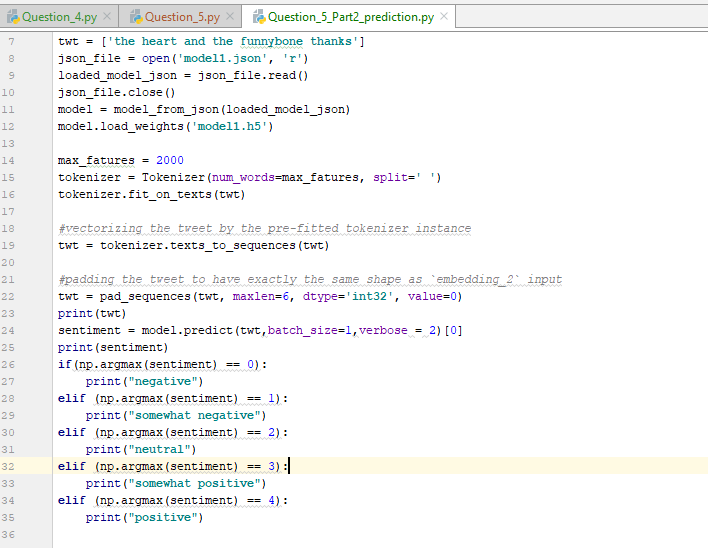 Question_4.py Question_5.py Question_5_Part2_prediction.py
7 twt = ['the heart and the funnybone thanks']
8 json_file = open('model1.json', 'r')
9 loaded_model_json = json_file.read()
10 json_file.close()
11 model = model_from_json(loaded_model_json)
12 model.load_weights('model1.h5')
13
14 max_fatures = 2000
15 tokenizer = Tokenizer(num_words=max_fatures, split=' ')
16 tokenizer.fit_on_texts(twt)
17
18 #vectorizing the tweet by the pre-fitted tokenizer instance
19 twt = tokenizer.texts_to_sequences(twt)
20
21 #padding the tweet to have exactly the same shape as `embedding_2` input
22 twt = pad_sequences(twt, maxlen=6, dtype='int32', value=0)
23 print(twt)
24 sentiment = model.predict(twt,batch_size=1,verbose = 2)[0]
25 print(sentiment)
26 if(np.argmax(sentiment) == 0):
27     print("negative")
28 elif (np.argmax(sentiment) == 1):
29     print("somewhat negative")
30 elif (np.argmax(sentiment) == 2):
31     print("neutral")
32 elif (np.argmax(sentiment) == 3):
33     print("somewhat positive")
34 elif (np.argmax(sentiment) == 4):
35     print("positive")
36